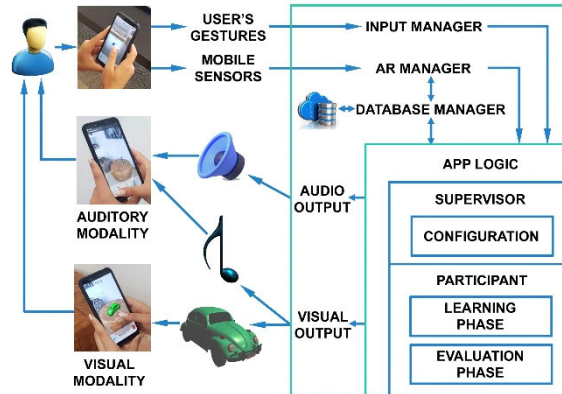 USER'S
GESTURES
INPUT MANAGER
MOBILE
SENSORS
AR MANAGER
DATABASE MANAGER
APP LOGIC
AUDITORY
MODALITY
AUDIO
OUTPUT
SUPERVISOR
CONFIGURATION
PARTICIPANT
LEARNING
PHASE
VISUAL
OUTPUT
EVALUATION
PHASE
VISUAL
MODALITY